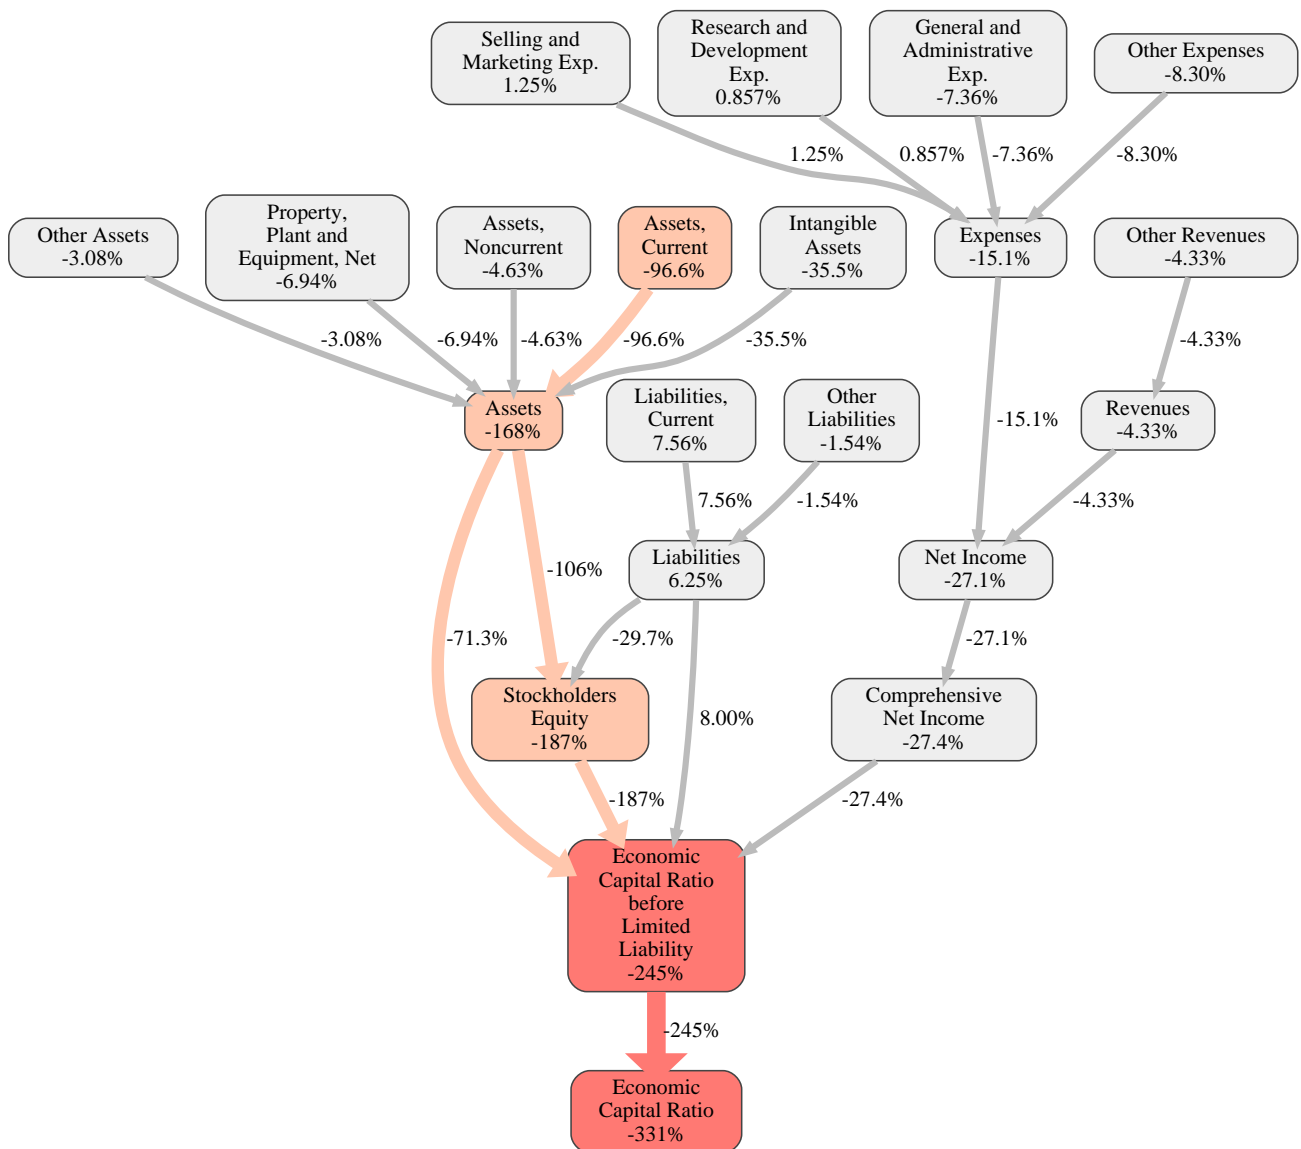 Selling and
Marketing Exp.
1.25%
Research and
Development
Exp.
0.857%
General and
Administrative
Exp.
-7.36%
Other Expenses
-8.30%
1.25%
0.857%
-7.36%
-8.30%
Other Assets
-3.08%
Property,
Plant and
Equipment, Net
-6.94%
Assets,
Noncurrent
-4.63%
Assets,
Current
-96.6%
Intangible
Assets
-35.5%
Expenses
-15.1%
Other Revenues
-4.33%
-3.08%
-6.94%
-4.63%
-96.6%
-35.5%
-4.33%
Assets
-168%
Liabilities,
Current
7.56%
Other
Liabilities
-1.54%
-15.1%
Revenues
-4.33%
7.56%
-1.54%
-4.33%
-106%
Liabilities
6.25%
Net Income
-27.1%
-71.3%
-29.7%
-27.1%
Stockholders
Equity
-187%
8.00%
Comprehensive
Net Income
-27.4%
-187%
-27.4%
Economic
Capital Ratio
before
Limited
Liability
-245%
-245%
Economic
Capital Ratio
-331%